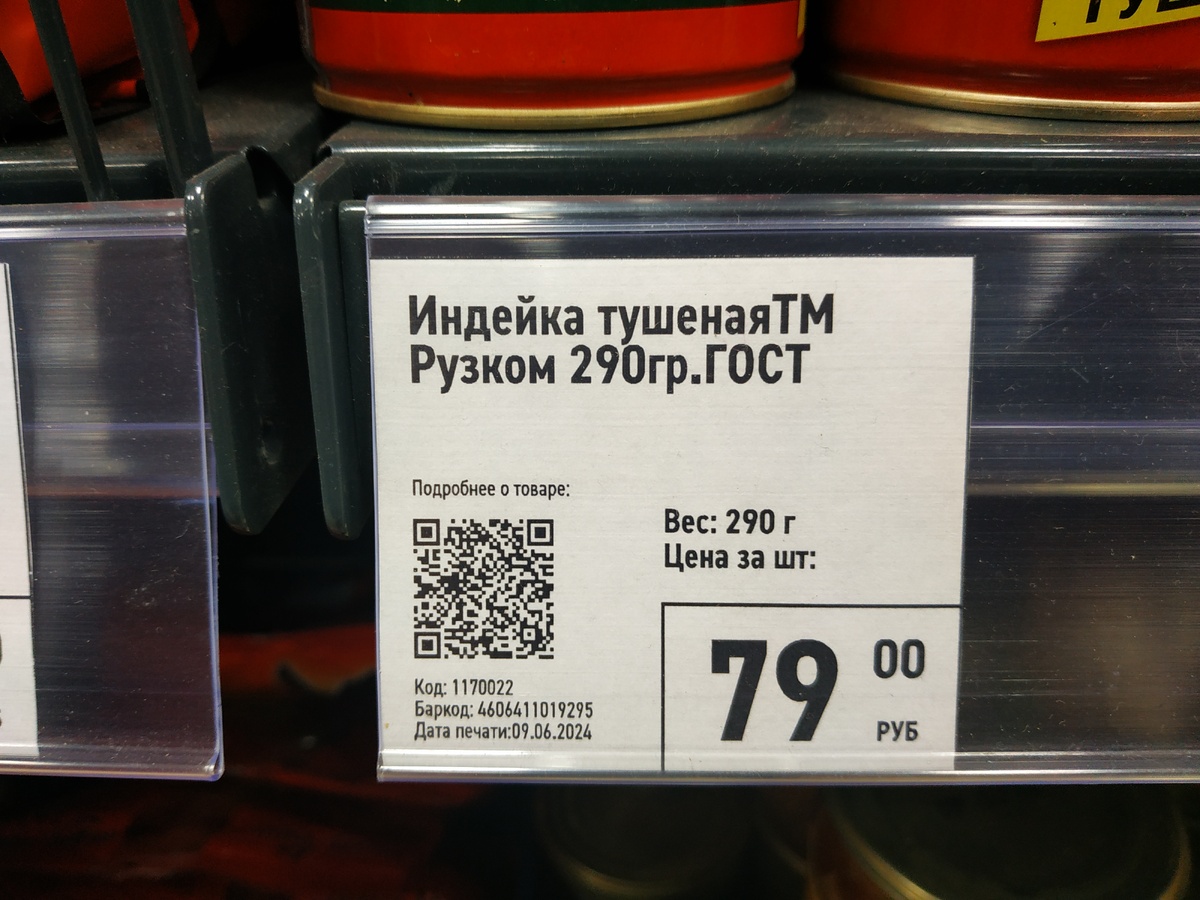 Индейка тушенаяТМ
Рузком 290гр.ГОСТ
Подробнее о товаре:
Вес: 290 г
Цена за шт:
79 00
РУБ
Код: 1170022
Баркод: 4606411019295
Дата печати:09.06.2024